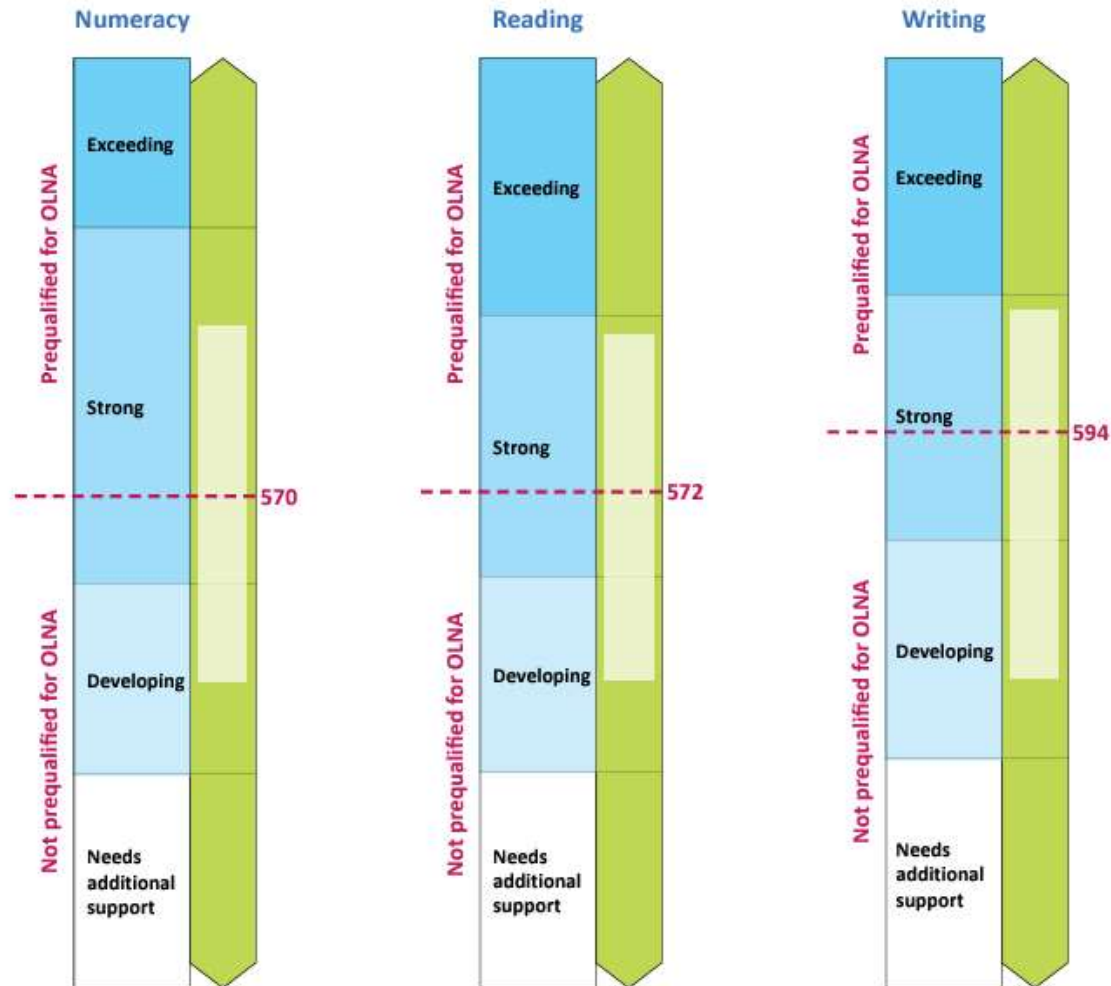 Numeracy
Prequalified for OLNA
Not prequalified for OLNA
Exceeding
Strong
570
Developing
Needs
additional
support
Reading
Prequalified for OLNA
Not prequalified for OLNA
Exceeding
Strong
572
Developing
Needs
additional
support
Writing
Prequalified for OLNA
Not prequalified for OLNA
Exceeding
Strong
594
Developing
Needs
additional
support